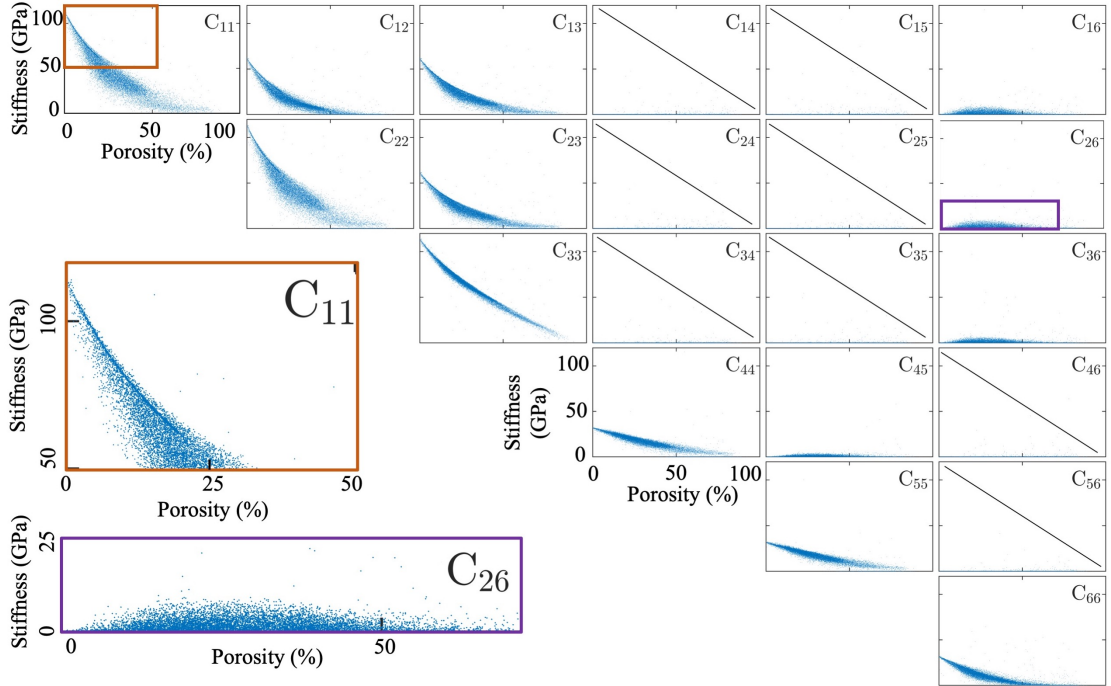 Stiffness (GPa)
100
50
0
0
50
100
Porosity (%)
C11
C12
C13
C14
C15
C16
C22
C23
C24
C25
C26
C33
C34
C35
C36
Stiffness (GPa)
100
50
0
25
50
Porosity (%)
C11
Stiffness
(GPa)
100
50
0
0
50
100
Porosity (%)
C44
C45
C46
C55
C56
C66
Stiffness (GPa)
25
0
0
50
Porosity (%)
C26